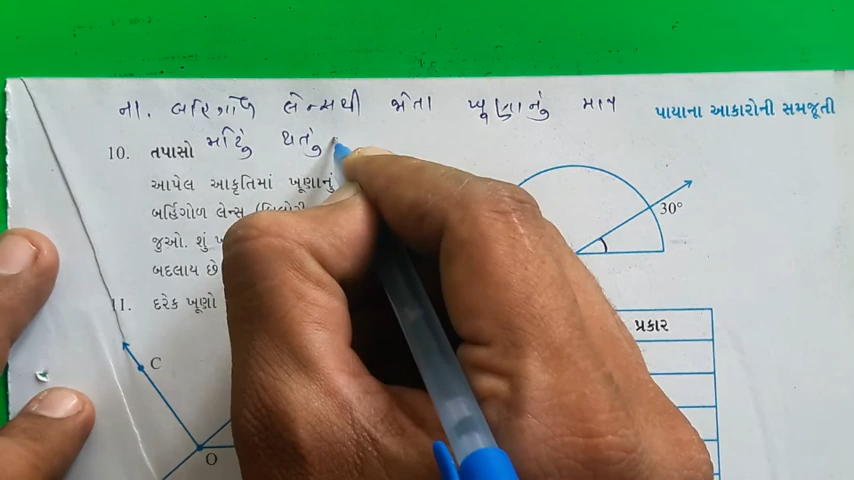 ના. બહિર્ગોળ લેન્સથી જોતા ખૂણાનું માપ
પાયાના આકારોની સમજૂતી
મોટું થતું
10. તપાસો
આપેલ આકૃતિમાં ખૂણાનું
બર્હિગોળ લેન્સ
જુઓ. શું
બદલાય છે
30°
11. દરેક ખૂણો
પ્રકાર
C
O